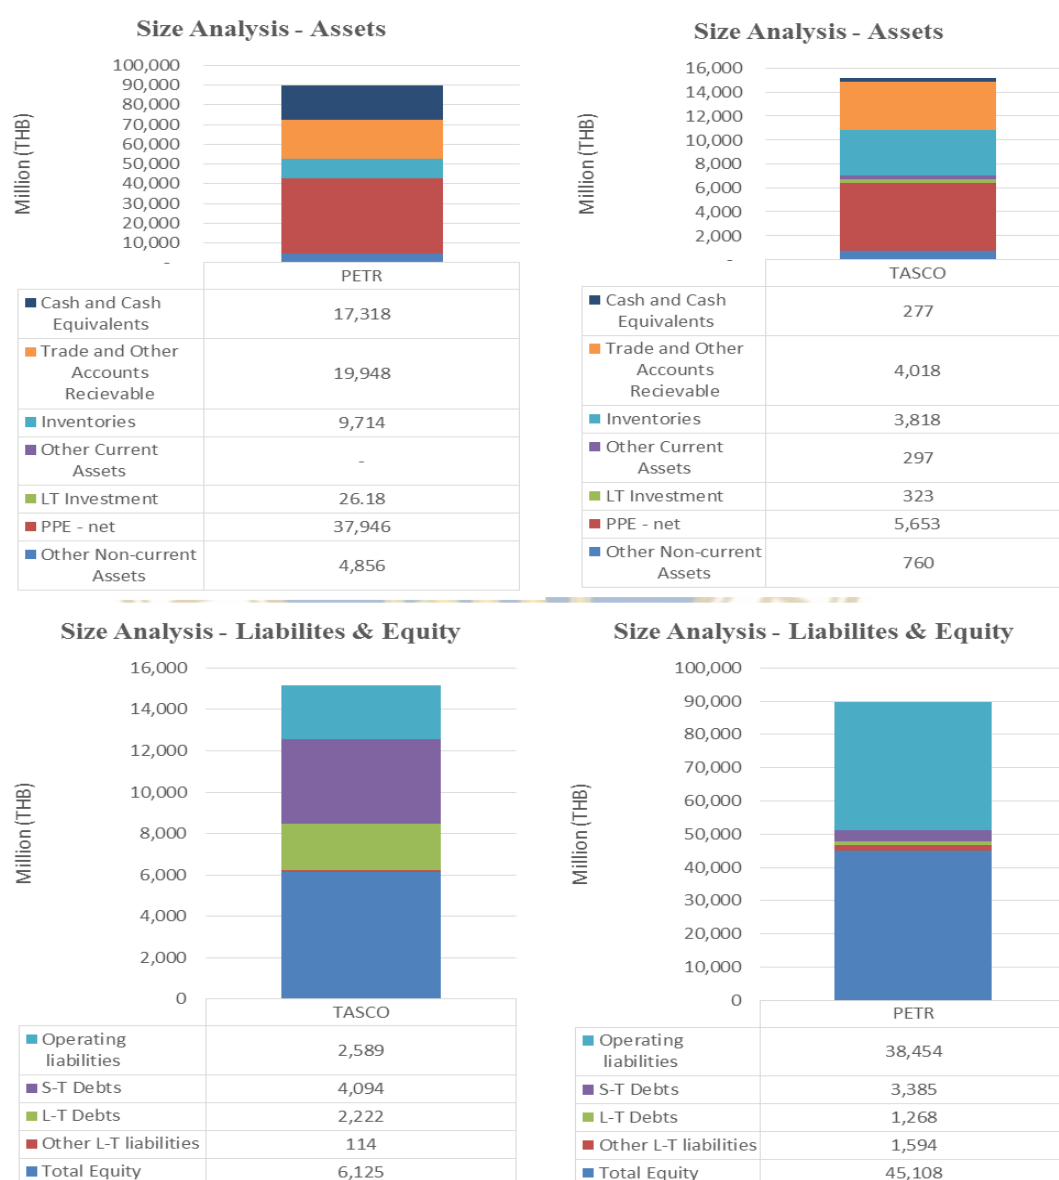 Size Analysis - Assets
Million (THB)
100,000
90,000
80,000
70,000
60,000
50,000
40,000
30,000
20,000
10,000
-
PETR
Cash and Cash
Equivalents
17,318
Trade and Other
Accounts
Recievable
19,948
Inventories
9,714
Other Current
Assets
-
LT Investment
26.18
PPE - net
37,946
Other Non-current
Assets
4,856
Size Analysis - Assets
Million (THB)
16,000
14,000
12,000
10,000
8,000
6,000
4,000
2,000
-
TASCO
Cash and Cash
Equivalents
277
Trade and Other
Accounts
Recievable
4,018
Inventories
3,818
Other Current
Assets
297
LT Investment
323
PPE - net
5,653
Other Non-current
Assets
760
Size Analysis - Liabilites & Equity
Million (THB)
16,000
14,000
12,000
10,000
8,000
6,000
4,000
2,000
0
TASCO
Operating
liabilities
2,589
S-T Debts
4,094
L-T Debts
2,222
Other L-T liabilities
114
Total Equity
6,125
Size Analysis - Liabilites & Equity
Million (THB)
100,000
90,000
80,000
70,000
60,000
50,000
40,000
30,000
20,000
10,000
0
PETR
Operating
liabilities
38,454
S-T Debts
3,385
L-T Debts
1,268
Other L-T liabilities
1,594
Total Equity
45,108